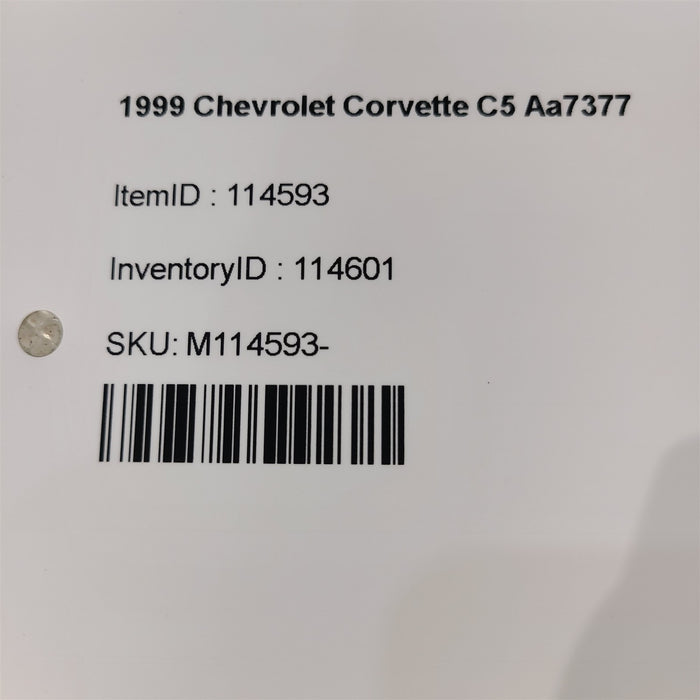 1999 Chevrolet Corvette C5 Aa7377
ItemID : 114593
InventoryID : 114601
SKU: M114593-